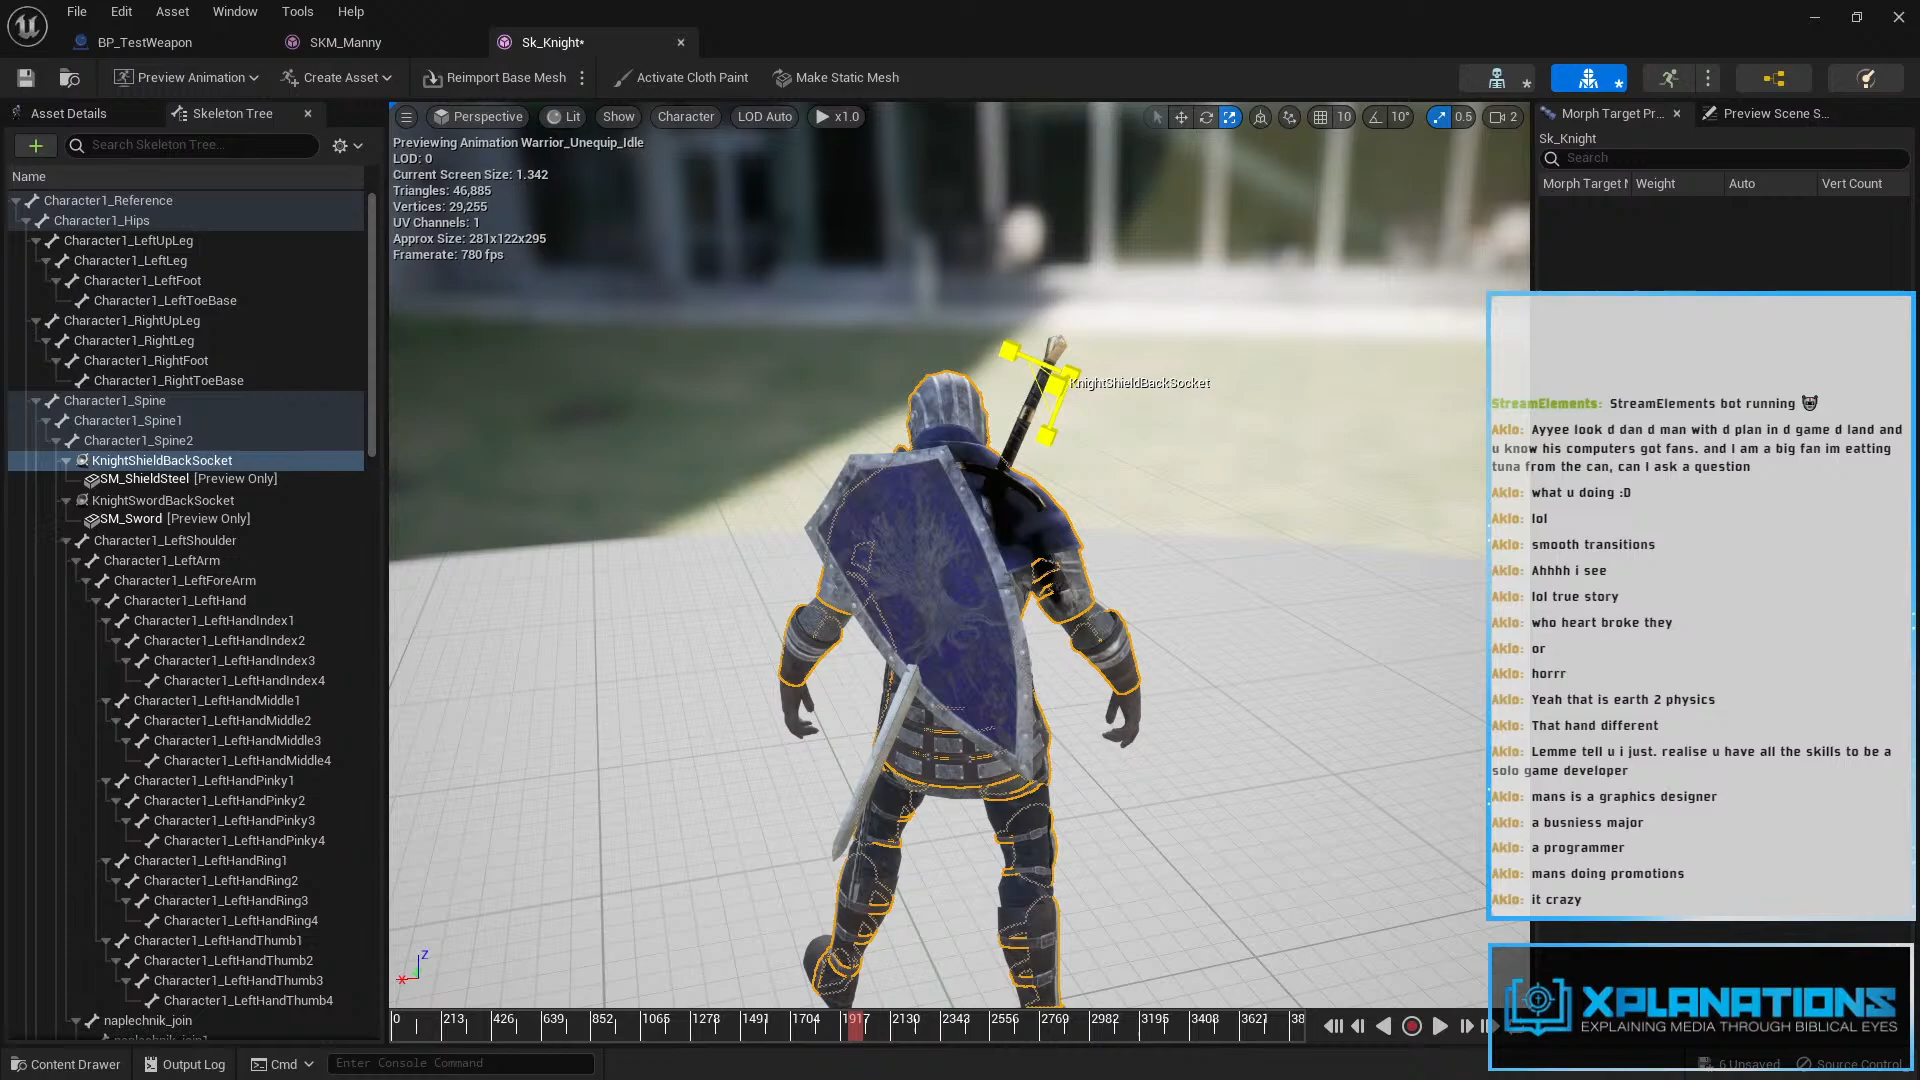 File Edit Asset Window Tools Help
BP_TestWeapon SKM_Manny Sk_Knight*
Preview Animation Create Asset Reimport Base Mesh Activate Cloth Paint Make Static Mesh
Asset Details Skeleton Tree
Search Skeleton Tree...
Name
Character1_Reference
Character1_Hips
Character1_LeftUpLeg
Character1_LeftLeg
Character1_LeftFoot
Character1_LeftToeBase
Character1_RightUpLeg
Character1_RightLeg
Character1_RightFoot
Character1_RightToeBase
Character1_Spine
Character1_Spine1
Character1_Spine2
KnightShieldBackSocket
SM_ShieldSteel [Preview Only]
KnightSwordBackSocket
SM_Sword [Preview Only]
Character1_LeftShoulder
Character1_LeftArm
Character1_LeftForeArm
Character1_LeftHand
Character1_LeftHandIndex1
Character1_LeftHandIndex2
Character1_LeftHandIndex3
Character1_LeftHandIndex4
Character1_LeftHandMiddle1
Character1_LeftHandMiddle2
Character1_LeftHandMiddle3
Character1_LeftHandMiddle4
Character1_LeftHandPinky1
Character1_LeftHandPinky2
Character1_LeftHandPinky3
Character1_LeftHandPinky4
Character1_LeftHandRing1
Character1_LeftHandRing2
Character1_LeftHandRing3
Character1_LeftHandRing4
Character1_LeftHandThumb1
Character1_LeftHandThumb2
Character1_LeftHandThumb3
Character1_LeftHandThumb4
naplechnik_join
Perspective Lit Show Character LOD Auto x1.0 10 10° 0.5 2
Previewing Animation Warrior_Unequip_Idle
LOD: 0
Current Screen Size: 1.342
Triangles: 46,885
Vertices: 29,255
UV Channels: 1
Approx Size: 281x122x295
Framerate: 780 fps
KnightShieldBackSocket
Z
X
0 213 426 639 852 1065 1278 1491 1704 1917 2130 2343 2556 2769 2982 3195 3408 3621 38
Morph Target Pr... Preview Scene S...
Sk_Knight
Search
Morph Target N Weight Auto Vert Count
StreamElements: StreamElements bot running
Aklo: Ayyee look d dan d man with d plan in d game d land and
u know his computers got fans. and I am a big fan im eatting
tuna from the can, can I ask a question
Aklo: what u doing :D
Aklo: lol
Aklo: smooth transitions
Aklo: Ahhhh i see
Aklo: lol true story
Aklo: who heart broke they
Aklo: or
Aklo: horrr
Aklo: Yeah that is earth 2 physics
Aklo: That hand different
Aklo: Lemme tell u i just. realise u have all the skills to be a
solo game developer
Aklo: mans is a graphics designer
Aklo: a busniess major
Aklo: a programmer
Aklo: mans doing promotions
Aklo: it crazy
XPLANATIONS
EXPLAINING MEDIA THROUGH BIBLICAL EYES
Content Drawer Output Log Cmd Enter Console Command 6 Unsaved Source Control